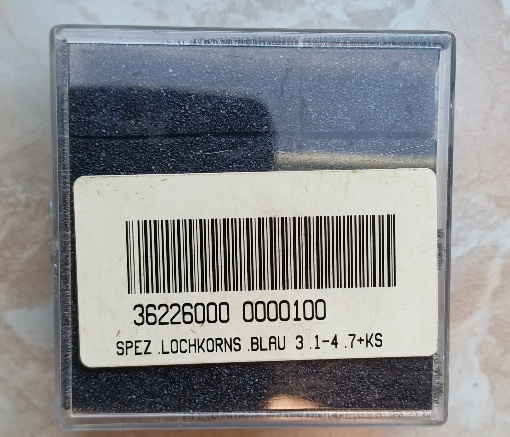 36226000 0000100
SPEZ .LOCHKORNS .BLAU 3 .1-4 .7+KS